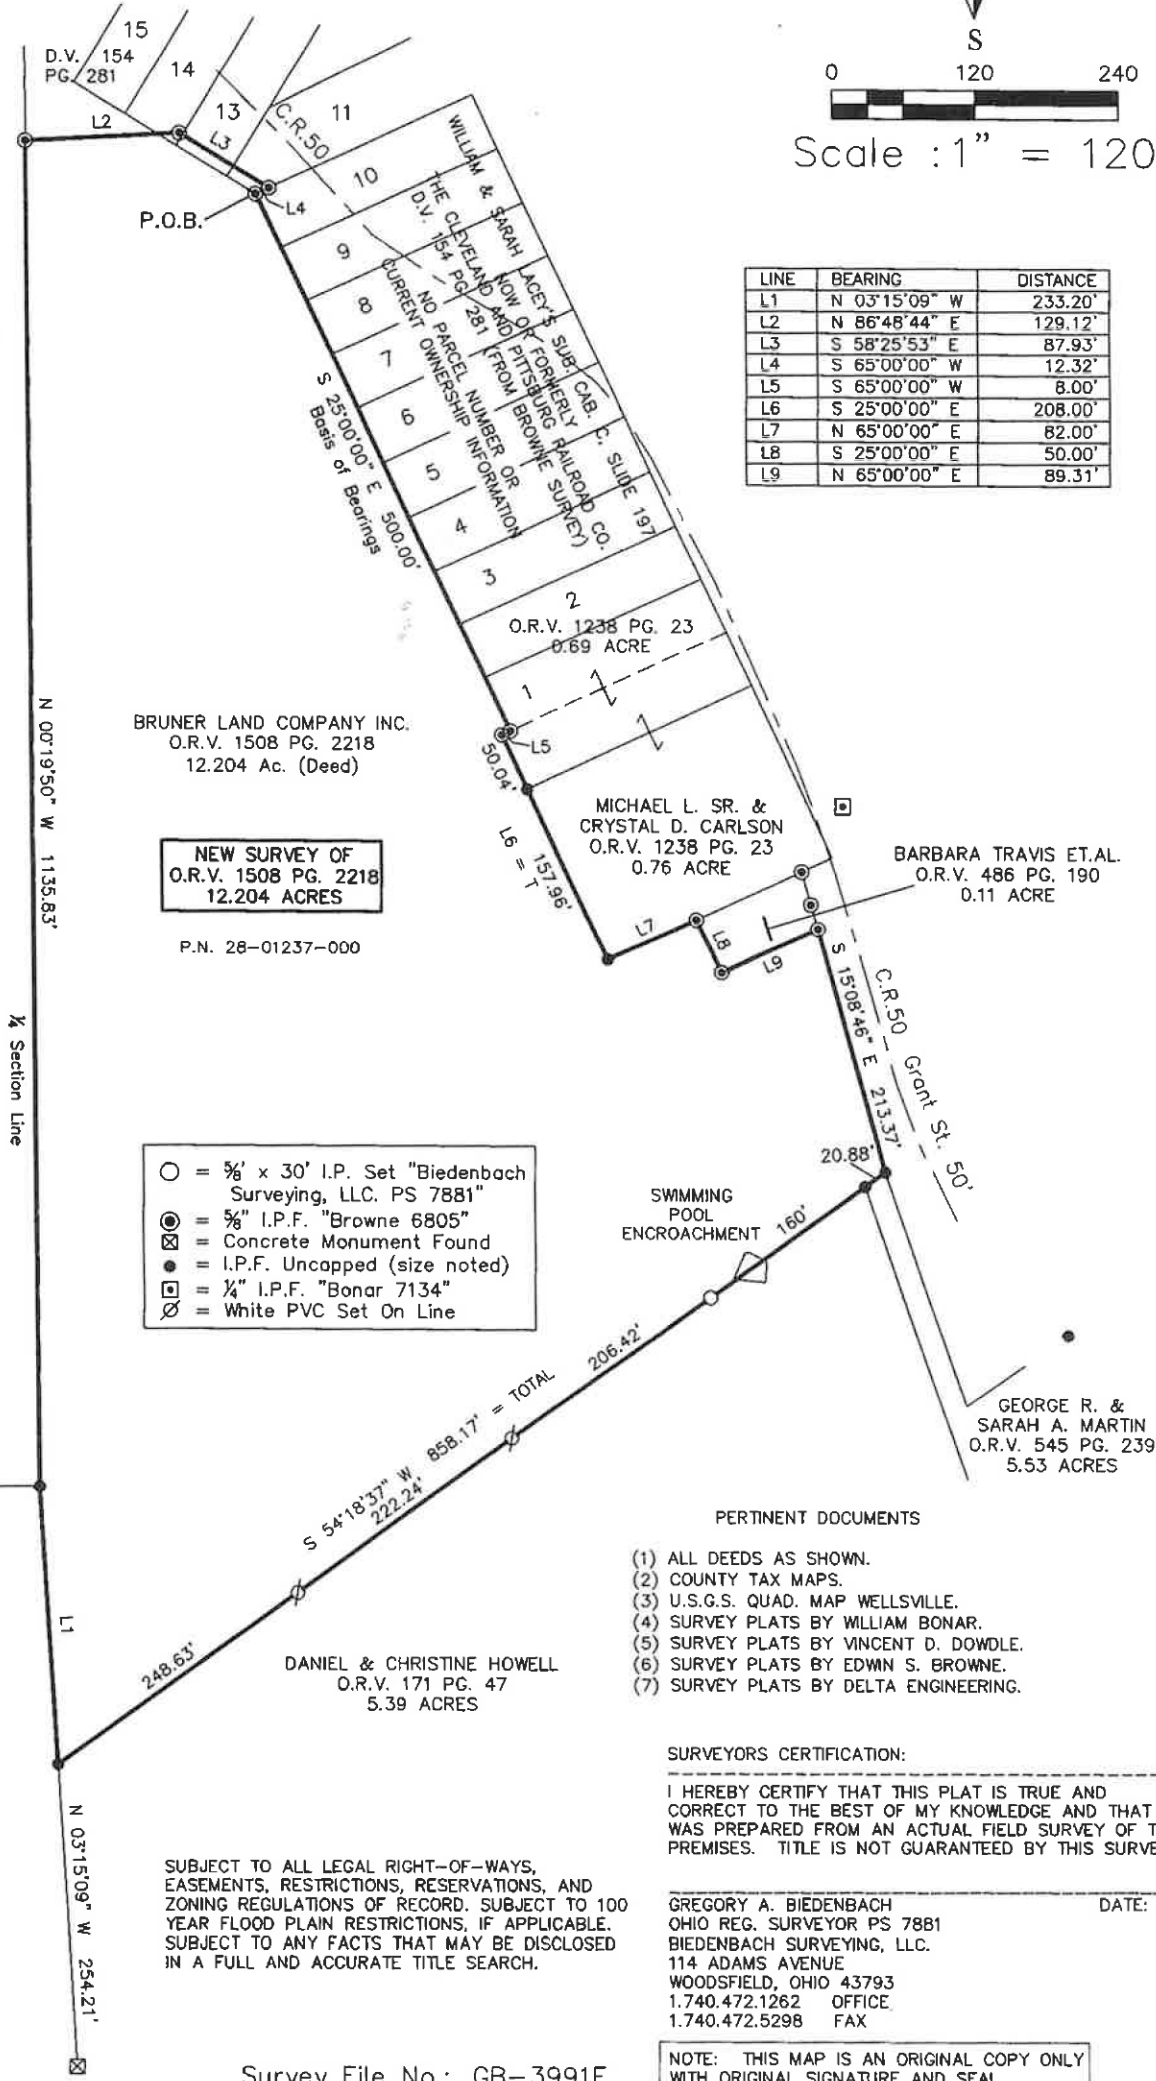 S
0 120 240
Scale : 1" = 120
15
D.V. 154
PG. 281
14
13
11
C.R.50
L2
L3
L4
P.O.B.
10
9
8
7
6
5
4
3
2
1
WILLIAM & SARAH LACEY'S SUB. CAB. C. SLIDE 197
NOW OR FORMERLY
THE CLEVELAND AND PITTSBURG RAILROAD CO.
D.V. 154 PG. 281 (FROM BROWNE SURVEY)
NO PARCEL NUMBER OR
CURRENT OWNERSHIP INFORMATION
S 25°00'00" E 500.00'
Basis of Bearings
LINE BEARING DISTANCE
L1 N 03°15'09" W 233.20'
L2 N 86°48'44" E 129.12'
L3 S 58°25'53" E 87.93'
L4 S 65°00'00" W 12.32'
L5 S 65°00'00" W 8.00'
L6 S 25°00'00" E 208.00'
L7 N 65°00'00" E 82.00'
L8 S 25°00'00" E 50.00'
L9 N 65°00'00" E 89.31'
O.R.V. 1238 PG. 23
0.69 ACRE
N 00°19'50" W 1135.83'
¼ Section Line
BRUNER LAND COMPANY INC.
O.R.V. 1508 PG. 2218
12.204 Ac. (Deed)
L5
50.04'
L6 = T
157.96'
NEW SURVEY OF
O.R.V. 1508 PG. 2218
12.204 ACRES
P.N. 28-01237-000
MICHAEL L. SR. &
CRYSTAL D. CARLSON
O.R.V. 1238 PG. 23
0.76 ACRE
BARBARA TRAVIS ET.AL.
O.R.V. 486 PG. 190
0.11 ACRE
L7
L8
L9
S 15°08'46" E 213.37'
C.R.50 Grant St. 50'
20.88'
160'
SWIMMING
POOL
ENCROACHMENT
○ = ⅝' x 30' I.P. Set "Biedenbach
Surveying, LLC. PS 7881"
= ⅝" I.P.F. "Browne 6805"
= Concrete Monument Found
= I.P.F. Uncapped (size noted)
= ¼" I.P.F. "Bonar 7134"
= White PVC Set On Line
206.42'
S 54°18'37" W 858.17' = TOTAL
222.24'
248.63'
L1
GEORGE R. &
SARAH A. MARTIN
O.R.V. 545 PG. 239
5.53 ACRES
DANIEL & CHRISTINE HOWELL
O.R.V. 171 PG. 47
5.39 ACRES
PERTINENT DOCUMENTS
(1) ALL DEEDS AS SHOWN.
(2) COUNTY TAX MAPS.
(3) U.S.G.S. QUAD. MAP WELLSVILLE.
(4) SURVEY PLATS BY WILLIAM BONAR.
(5) SURVEY PLATS BY VINCENT D. DOWDLE.
(6) SURVEY PLATS BY EDWIN S. BROWNE.
(7) SURVEY PLATS BY DELTA ENGINEERING.
N 03°15'09" W 254.21'
SUBJECT TO ALL LEGAL RIGHT-OF-WAYS,
EASEMENTS, RESTRICTIONS, RESERVATIONS, AND
ZONING REGULATIONS OF RECORD. SUBJECT TO 100
YEAR FLOOD PLAIN RESTRICTIONS, IF APPLICABLE.
SUBJECT TO ANY FACTS THAT MAY BE DISCLOSED
IN A FULL AND ACCURATE TITLE SEARCH.
SURVEYORS CERTIFICATION:
I HEREBY CERTIFY THAT THIS PLAT IS TRUE AND
CORRECT TO THE BEST OF MY KNOWLEDGE AND THAT
WAS PREPARED FROM AN ACTUAL FIELD SURVEY OF T
PREMISES. TITLE IS NOT GUARANTEED BY THIS SURVE
GREGORY A. BIEDENBACH DATE:
OHIO REG. SURVEYOR PS 7881
BIEDENBACH SURVEYING, LLC.
114 ADAMS AVENUE
WOODSFIELD, OHIO 43793
1.740.472.1262 OFFICE
1.740.472.5298 FAX
Survey File No.: GB-3991F
NOTE: THIS MAP IS AN ORIGINAL COPY ONLY
WITH ORIGINAL SIGNATURE AND SEAL